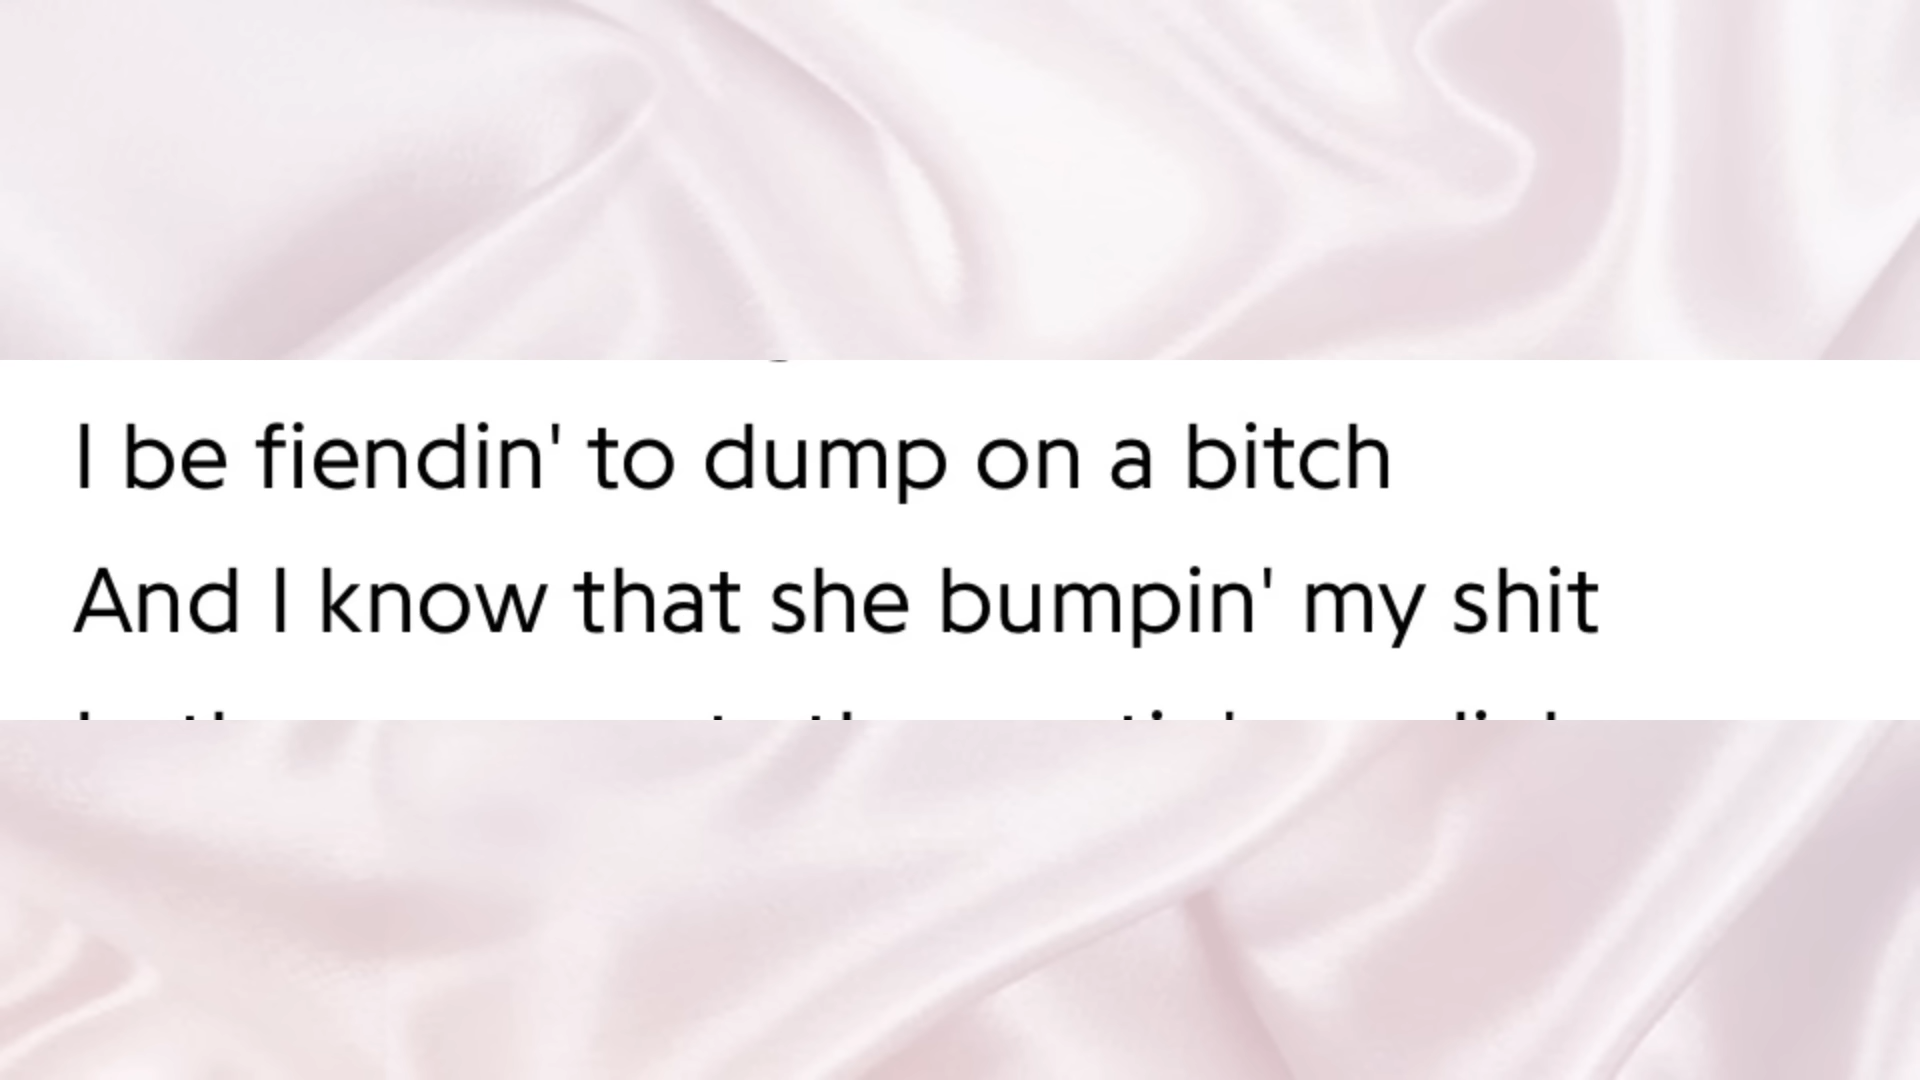 I be fiendin' to dump on a bitch
And I know that she bumpin' my shit